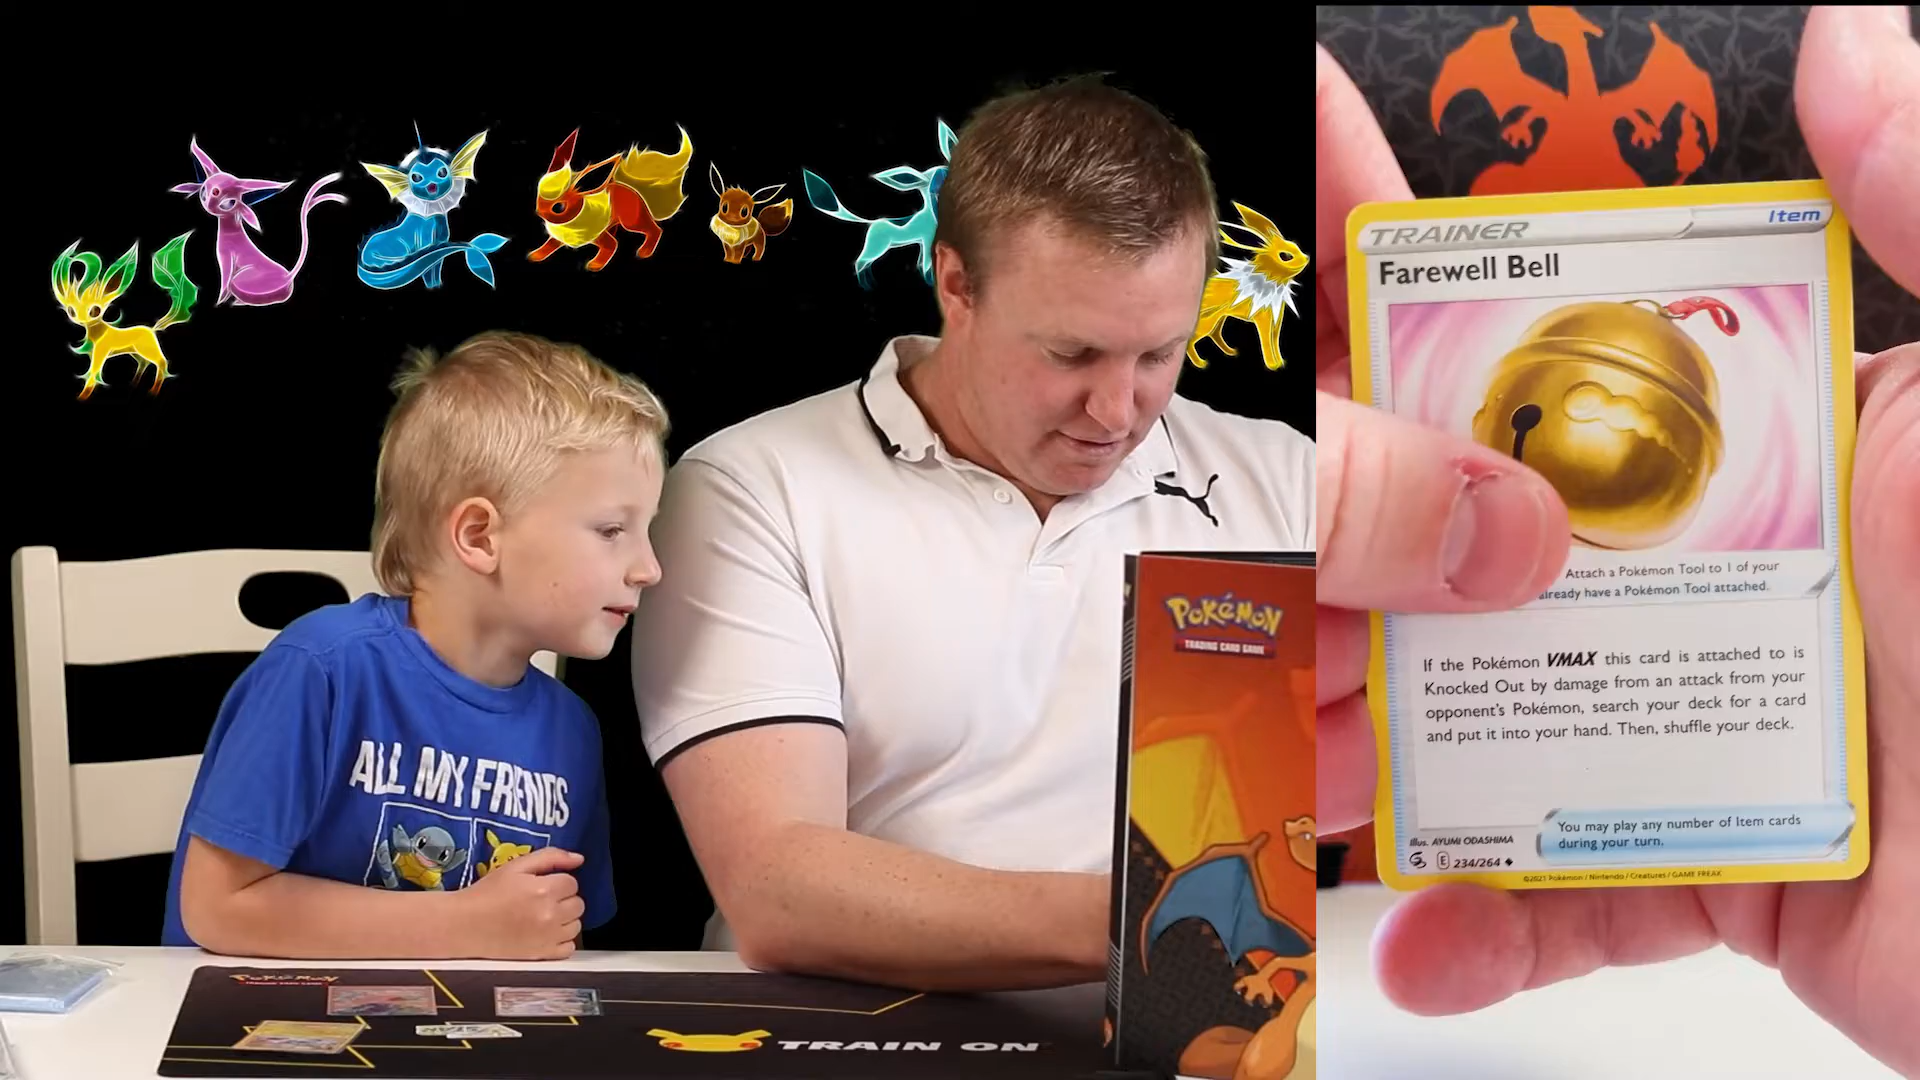 ALL MY FRIENDS
Pokémon
TRADING CARD GAME
Pokémon
TRAIN ON
TRAINER
Item
Farewell Bell
Attach a Pokémon Tool to 1 of your
already have a Pokémon Tool attached.
If the Pokémon VMAX this card is attached to is
Knocked Out by damage from an attack from your
opponent's Pokémon, search your deck for a card
and put it into your hand. Then, shuffle your deck.
You may play any number of Item cards
during your turn.
Illus. AYUMI ODASHIMA
E 234/264
©2021 Pokémon / Nintendo / Creatures / GAME FREAK